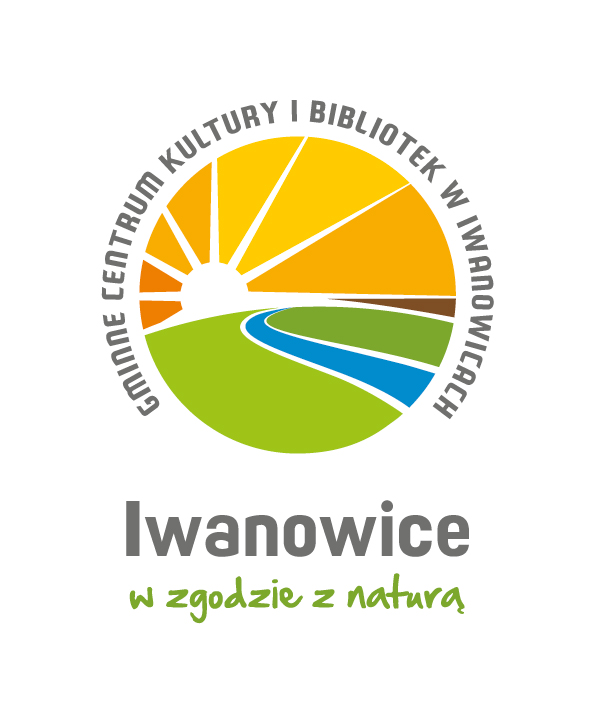 GMINNE CENTRUM KULTURY I BIBLIOTEK W IWANOWICACH
Iwanowice
w zgodzie z naturą